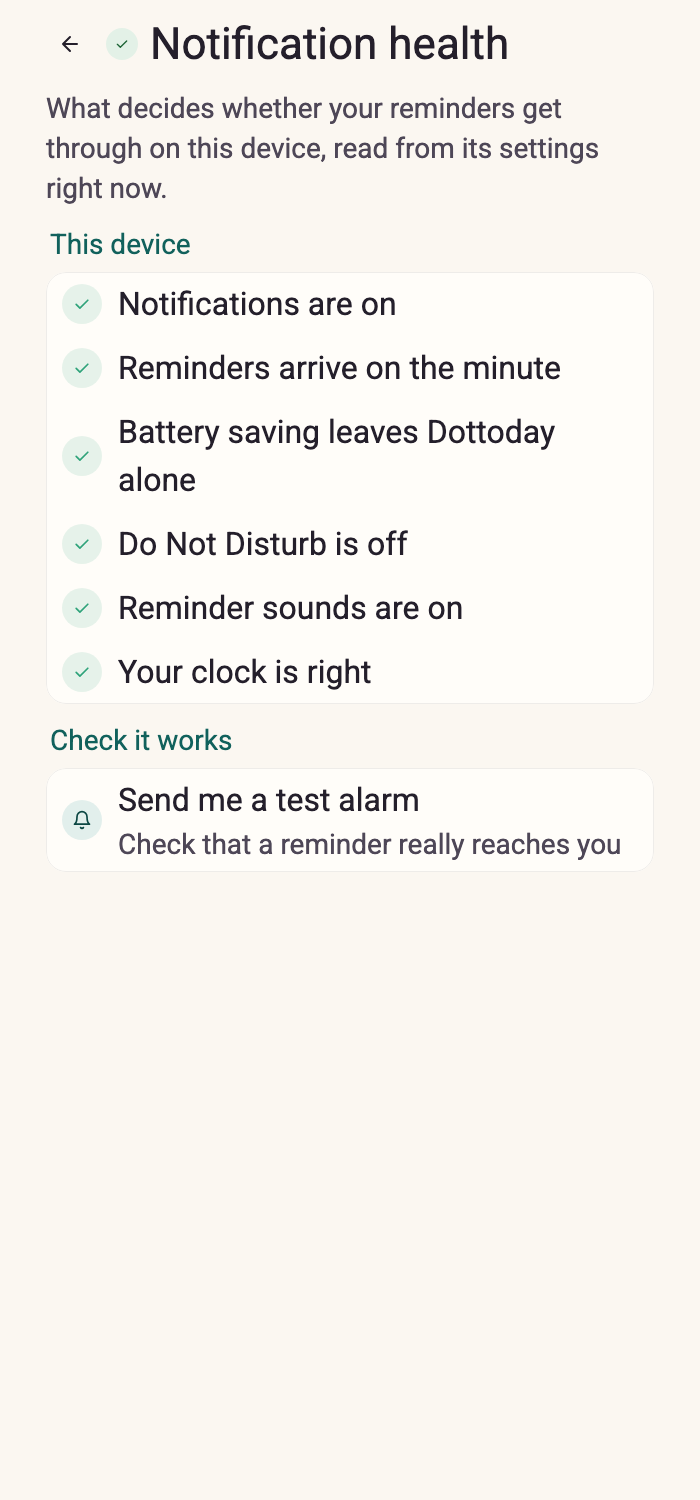 Notification health
What decides whether your reminders get
through on this device, read from its settings
right now.
This device
Notifications are on
Reminders arrive on the minute
Battery saving leaves Dottoday
alone
Do Not Disturb is off
Reminder sounds are on
Your clock is right
Check it works
Send me a test alarm
Check that a reminder really reaches you